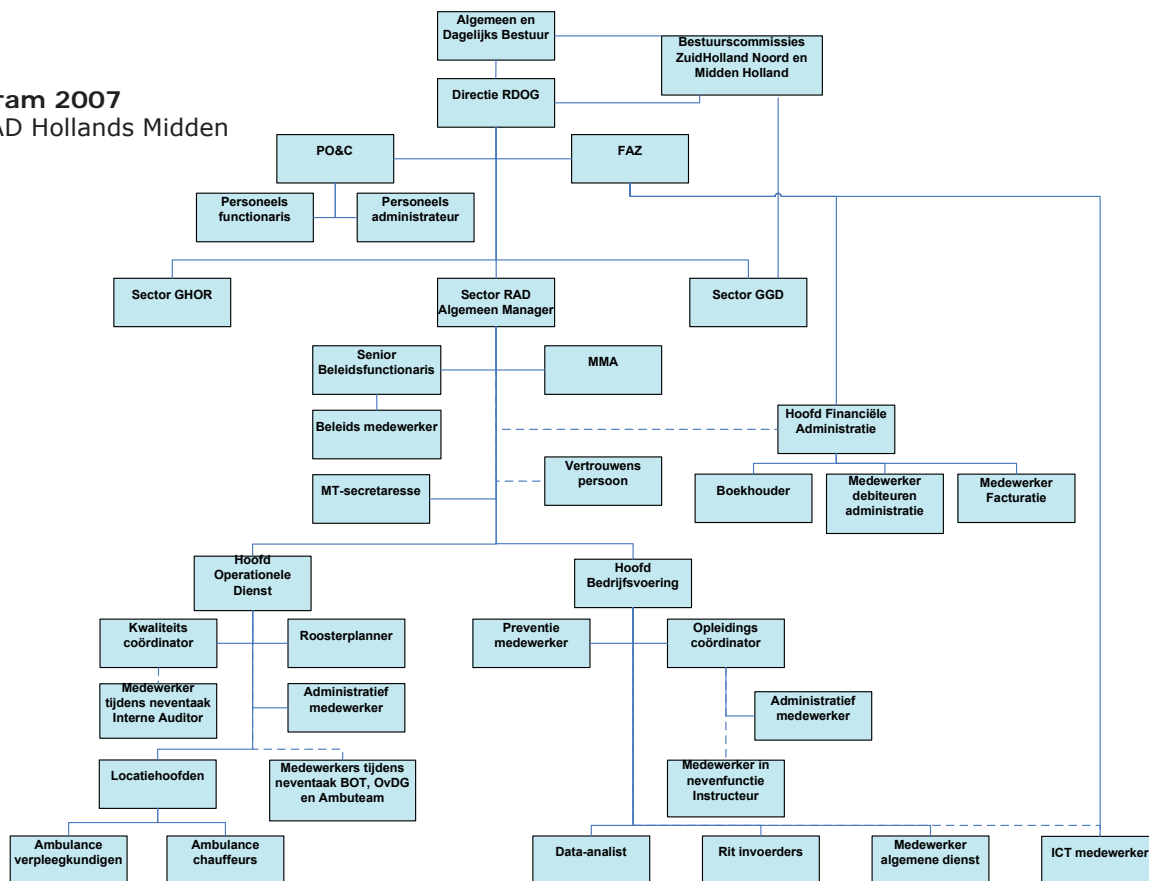 Algemeen en
Dagelijks Bestuur
Bestuurscommissies
ZuidHolland Noord en
Midden Holland
Directie RDOG
ram 2007
AD Hollands Midden
PO&C
FAZ
Personeels
functionaris
Personeels
administrateur
Sector GHOR
Sector RAD
Algemeen Manager
Sector GGD
Senior
Beleidsfunctionaris
MMA
Beleids medewerker
Hoofd Financiële
Administratie
MT-secretaresse
Vertrouwens
persoon
Boekhouder
Medewerker
debiteuren
administratie
Medewerker
Facturatie
Hoofd
Operationele
Dienst
Hoofd
Bedrijfsvoering
Kwaliteits
coördinator
Roosterplanner
Preventie
medewerker
Opleidings
coördinator
Medewerker
tijdens neventaak
Interne Auditor
Administratief
medewerker
Administratief
medewerker
Locatiehoofden
Medewerkers tijdens
neventaak BOT, OvDG
en Ambuteam
Medewerker in
nevenfunctie
Instructeur
Ambulance
verpleegkundigen
Ambulance
chauffeurs
Data-analist
Rit invoerders
Medewerker
algemene dienst
ICT medewerker